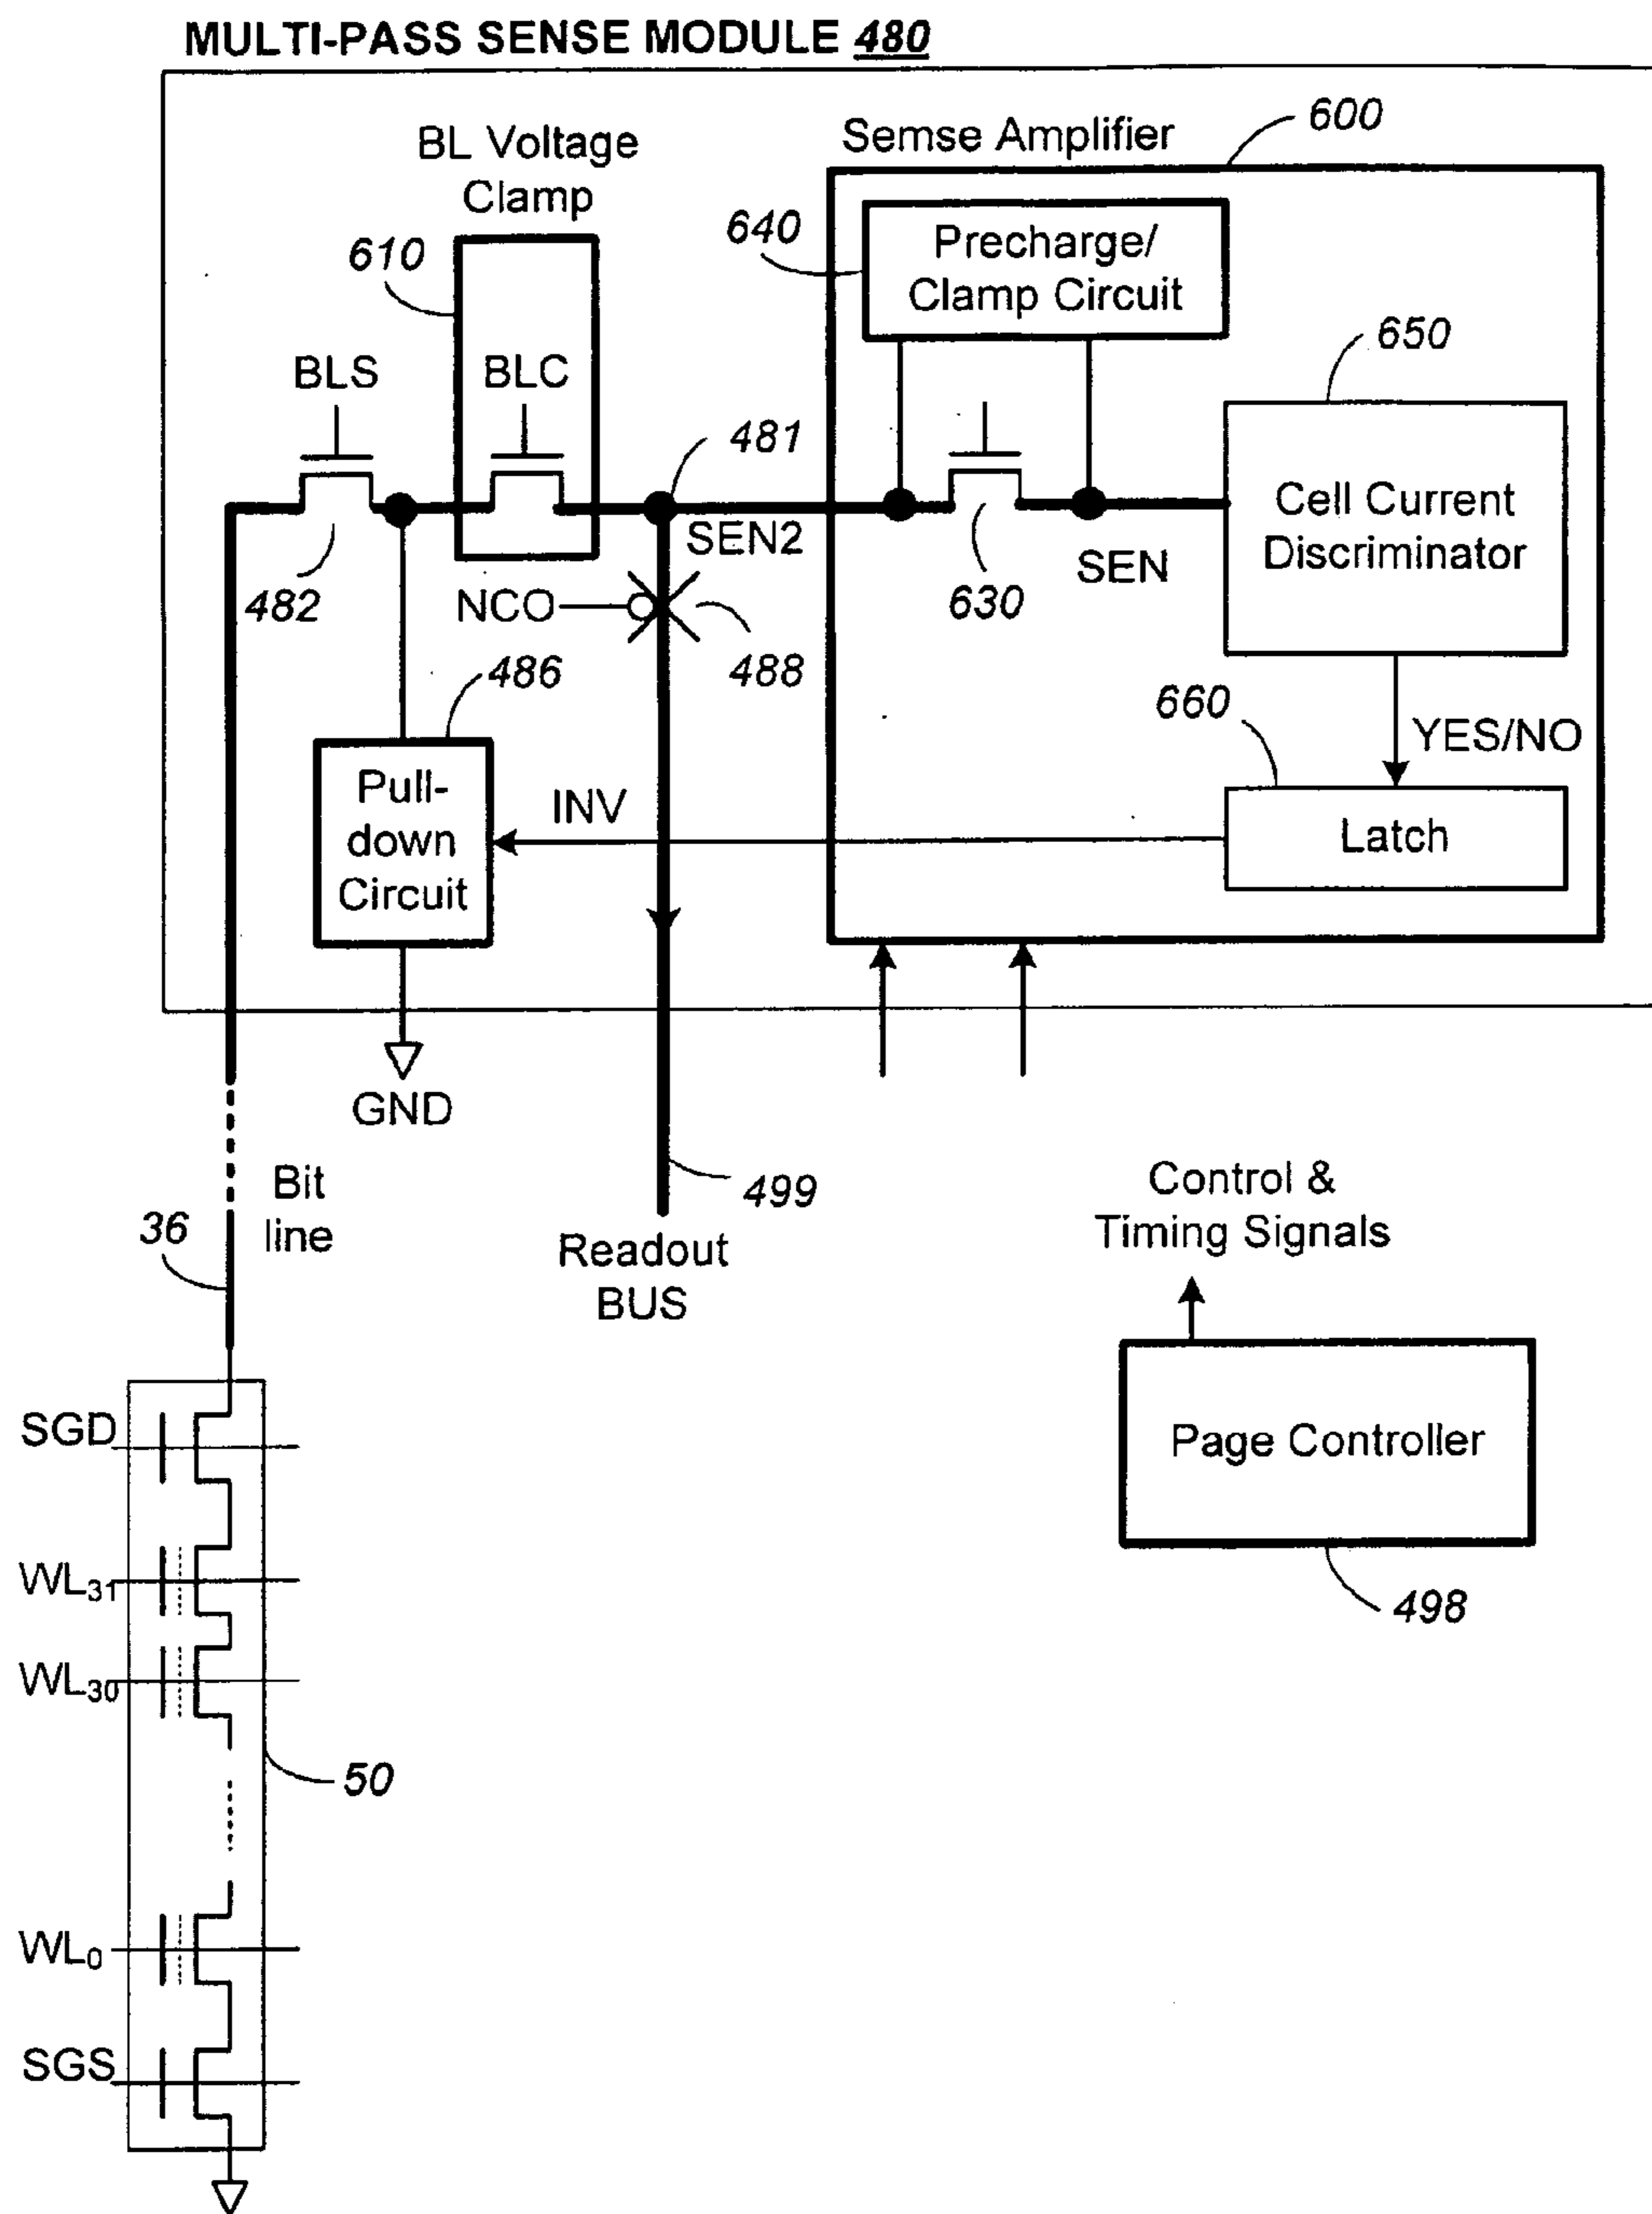 MULTI-PASS SENSE MODULE 480
Semse Amplifier
600
BL Voltage
Clamp
610
640
Precharge/
Clamp Circuit
650
BLS
BLC
481
SEN2
482
NCO
488
630
SEN
Cell Current
Discriminator
486
660
YES/NO
Pull-
down
Circuit
INV
Latch
GND
Bit
line
36
499
Readout
BUS
Control &
Timing Signals
Page Controller
498
SGD
WL31
WL30
50
WL0
SGS